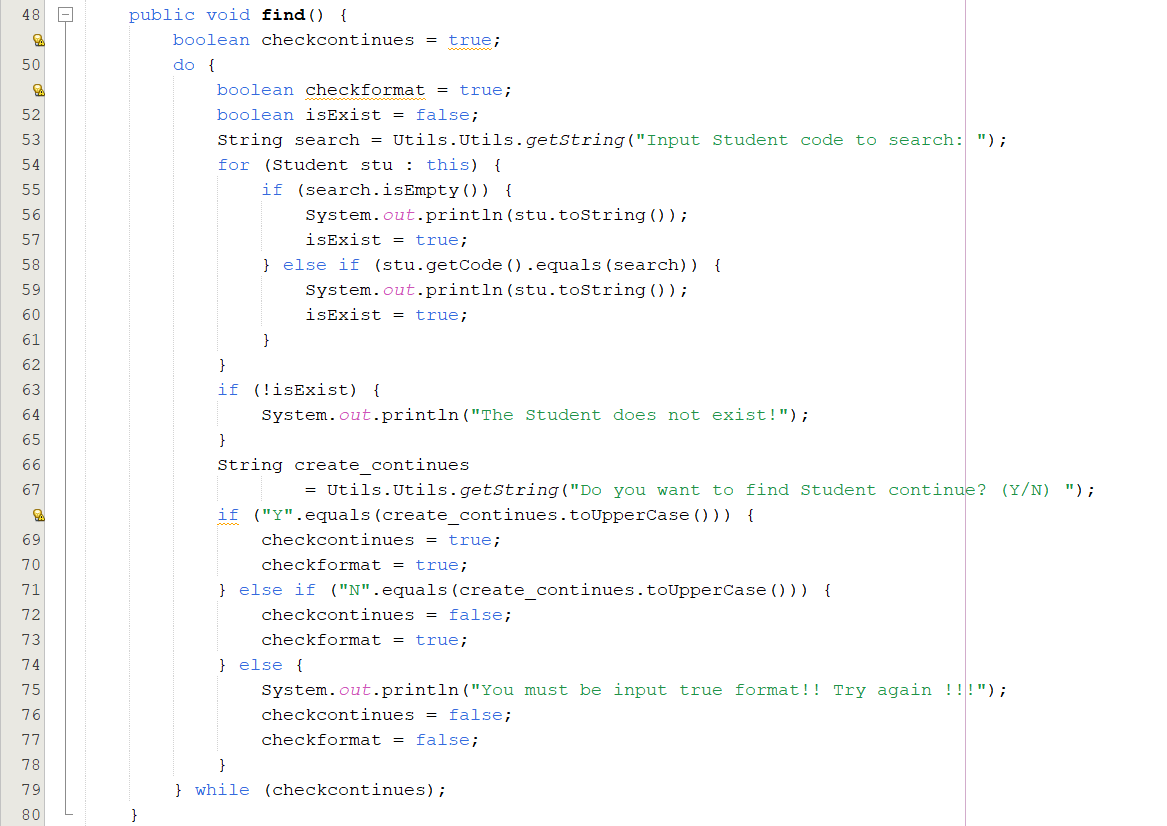 48 public void find() {
boolean checkcontinues = true;
50 do {
boolean checkformat = true;
52 boolean isExist = false;
53 String search = Utils.Utils.getString("Input Student code to search: ");
54 for (Student stu : this) {
55 if (search.isEmpty()) {
56 System.out.println(stu.toString());
57 isExist = true;
58 } else if (stu.getCode().equals(search)) {
59 System.out.println(stu.toString());
60 isExist = true;
61 }
62 }
63 if (!isExist) {
64 System.out.println("The Student does not exist!");
65 }
66 String create_continues
67 = Utils.Utils.getString("Do you want to find Student continue? (Y/N) ");
if ("Y".equals(create_continues.toUpperCase())) {
69 checkcontinues = true;
70 checkformat = true;
71 } else if ("N".equals(create_continues.toUpperCase())) {
72 checkcontinues = false;
73 checkformat = true;
74 } else {
75 System.out.println("You must be input true format!! Try again !!!");
76 checkcontinues = false;
77 checkformat = false;
78 }
79 } while (checkcontinues);
80 }